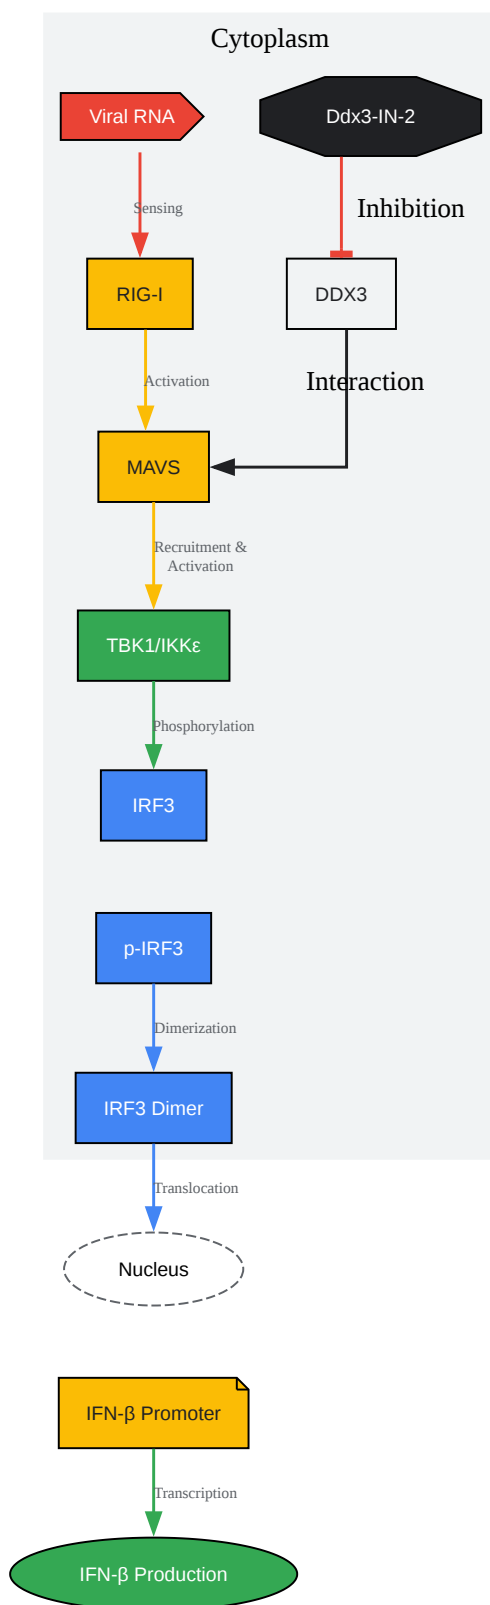 Cytoplasm
Viral RNA
Ddx3-IN-2
Sensing
Inhibition
RIG-I
DDX3
Activation
Interaction
MAVS
Recruitment &
Activation
TBK1/IKKε
Phosphorylation
IRF3
p-IRF3
Dimerization
IRF3 Dimer
Translocation
Nucleus
IFN-β Promoter
Transcription
IFN-β Production